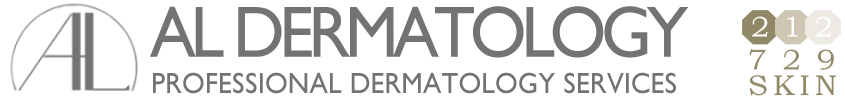 AL
AL DERMATOLOGY
PROFESSIONAL DERMATOLOGY SERVICES
212
729
SKIN